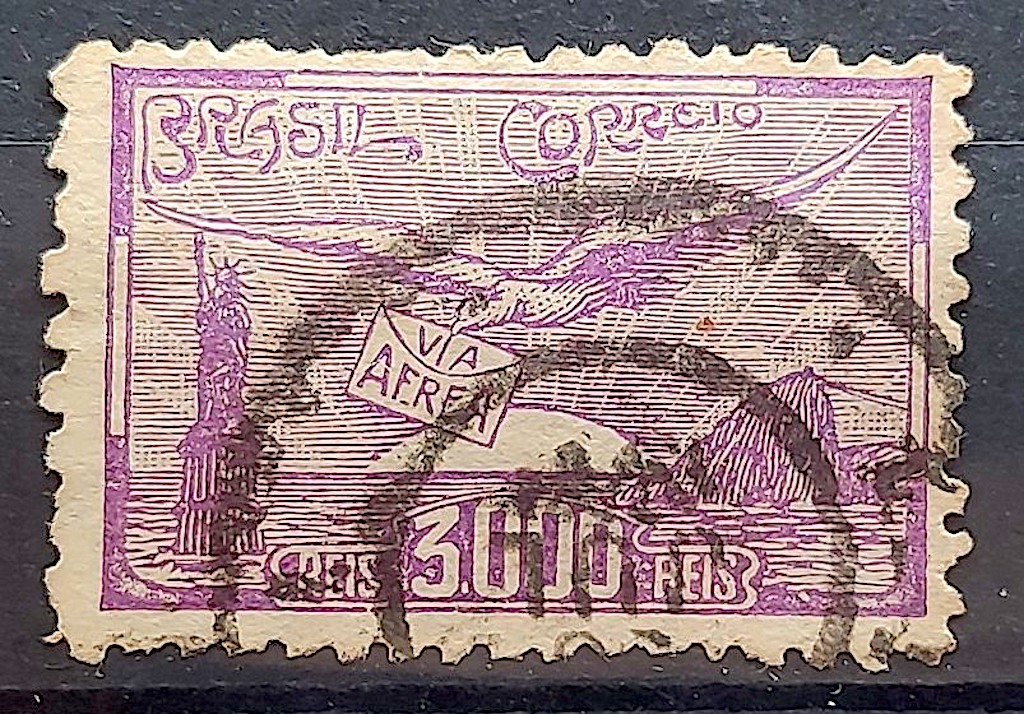 BRASIL CORREIO
VIA
AEREA
REIS 3.000 REIS